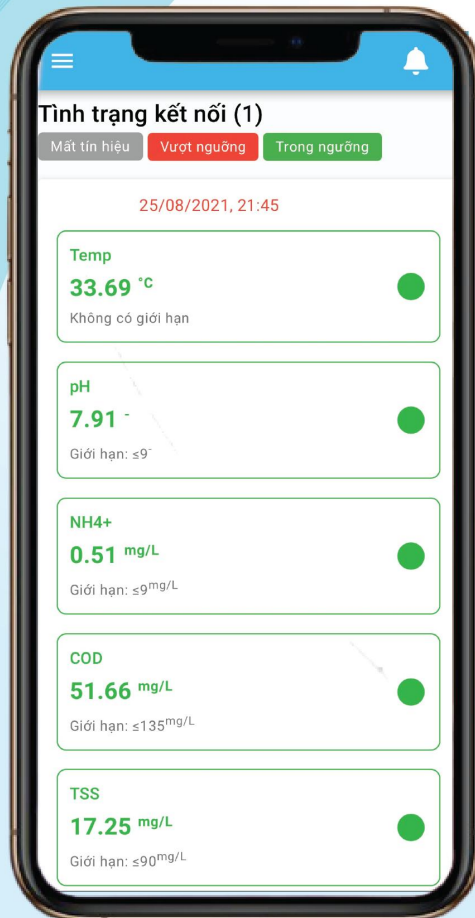 Tình trạng kết nối (1)
Mất tín hiệu Vượt ngưỡng Trong ngưỡng
25/08/2021, 21:45
Temp
33.69 °C
Không có giới hạn
pH
7.91 -
Giới hạn: ≤9-
NH4+
0.51 mg/L
Giới hạn: ≤9mg/L
COD
51.66 mg/L
Giới hạn: ≤135mg/L
TSS
17.25 mg/L
Giới hạn: ≤90mg/L